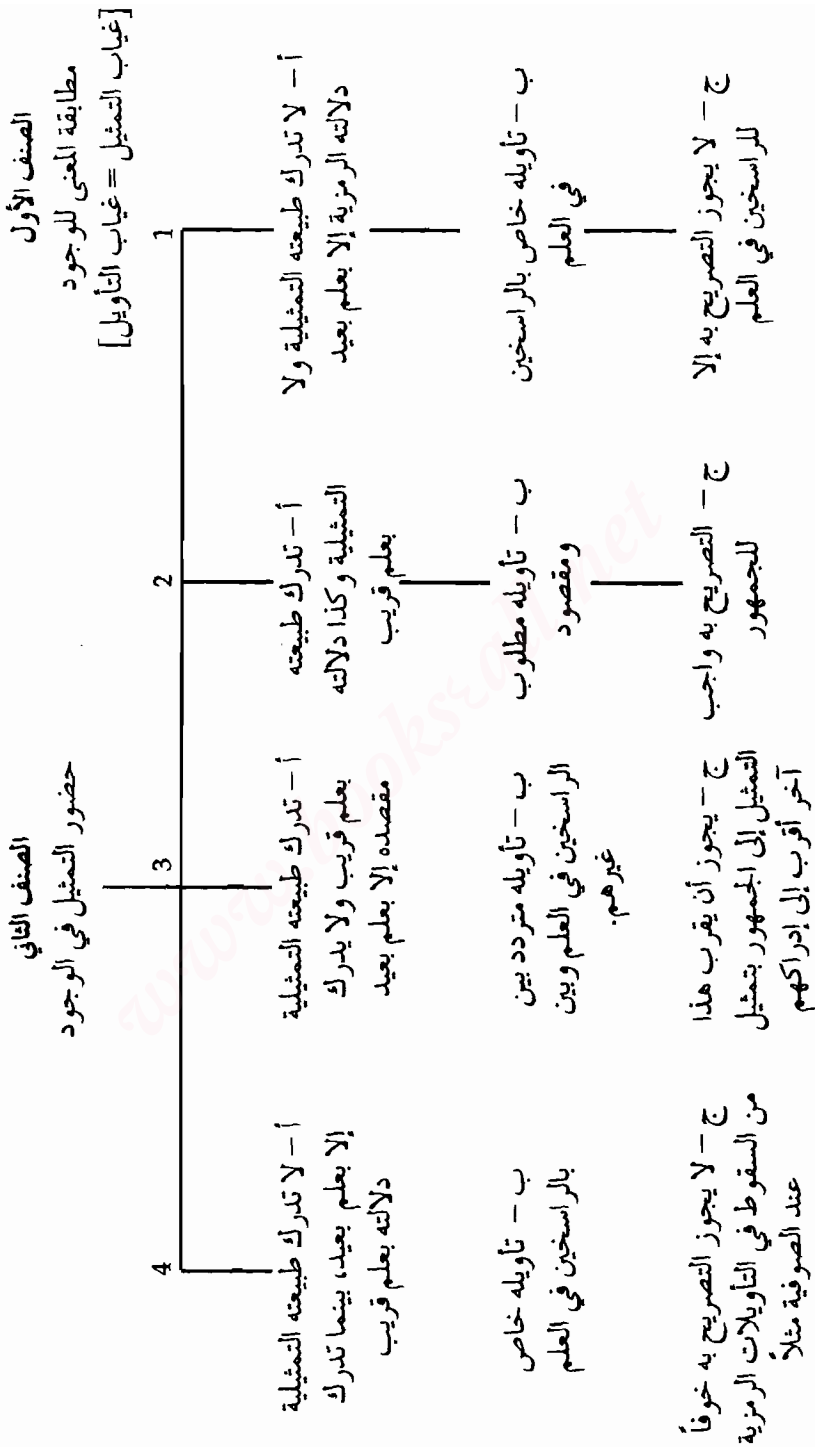 الصنف الأول
مطابقة المعنى للوجود
[غياب التمثيل = غياب التأويل]
الصنف الثاني
حضور التمثيل في الوجود
1
أ - لا تدرك طبيعته التمثيلية ولا
دلالته الرمزية إلا بعلم بعيد
ب - تأويله خاص بالراسخين
في العلم
ج - لا يجوز التصريح به إلا
للراسخين في العلم
2
أ - تدرك طبيعته
التمثيلية وكذا دلالته
بعلم قريب
ب - تأويله مطلوب
ومقصود
ج - التصريح به واجب
للجمهور
3
أ - تدرك طبيعته التمثيلية
بعلم قريب ولا يدرك
مقصده إلا بعلم بعيد
ب - تأويله متردد بين
الراسخين في العلم وبين
غيرهم.
ج - يجوز أن يقرب هذا
التمثيل إلى الجمهور بتمثيل
آخر أقرب إلى إدراكهم
4
أ - لا تدرك طبيعته التمثيلية
إلا بعلم بعيد، بينما تدرك
دلالته بعلم قريب
ب - تأويله خاص
بالراسخين في العلم
ج - لا يجوز التصريح به خوفاً
من السقوط في التأويلات الرمزية
عند الصوفية مثلاً
www.books4all.net